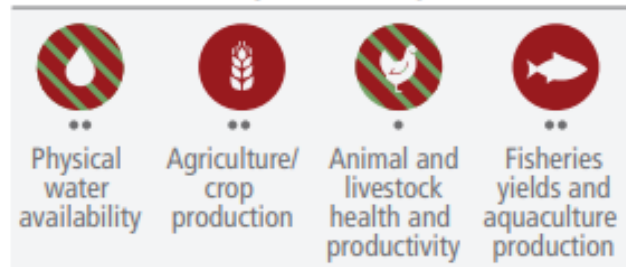 Physical
water
availability
Agriculture/
crop
production
Animal and
livestock
health and
productivity
Fisheries
yields and
aquaculture
production